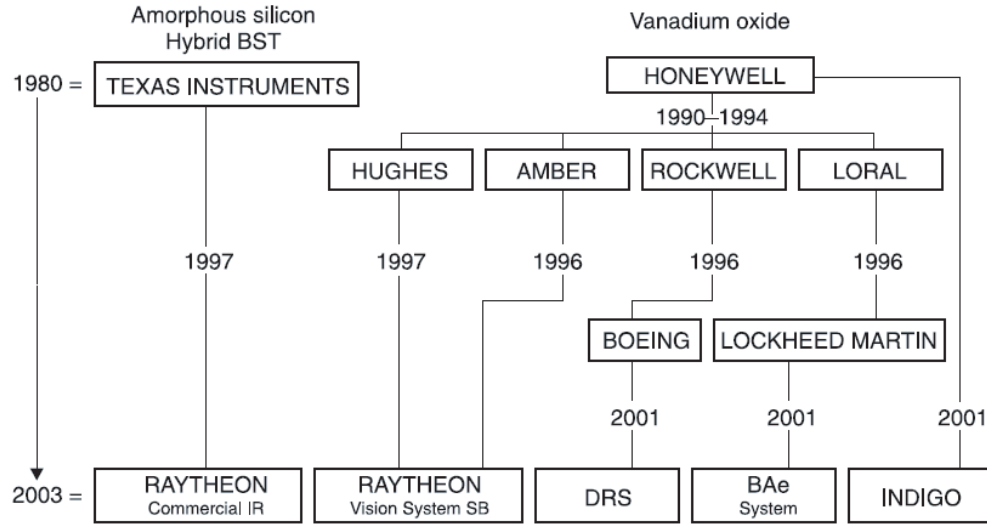 Amorphous silicon
Hybrid BST
Vanadium oxide
1980 =
TEXAS INSTRUMENTS
HONEYWELL
1990–1994
HUGHES
AMBER
ROCKWELL
LORAL
1997
1997
1996
1996
1996
BOEING
LOCKHEED MARTIN
2001
2001
2001
2003 =
RAYTHEON
Commercial IR
RAYTHEON
Vision System SB
DRS
BAe
System
INDIGO